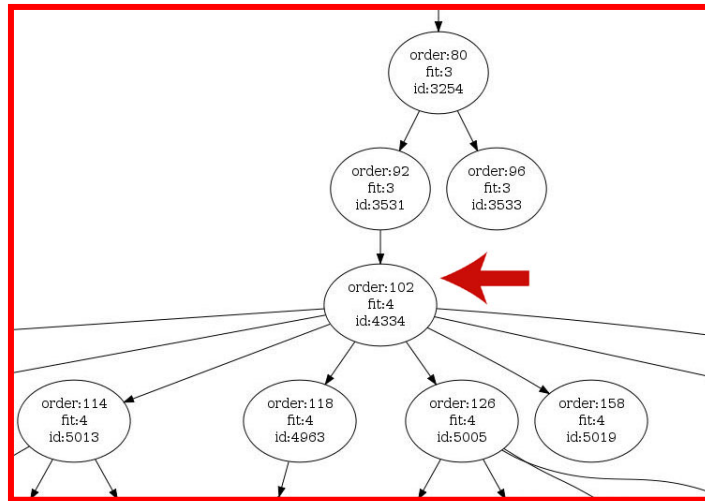 order:80
fit:3
id:3254
order:92
fit:3
id:3531
order:96
fit:3
id:3533
order:102
fit:4
id:4334
order:114
fit:4
id:5013
order:118
fit:4
id:4963
order:126
fit:4
id:5005
order:158
fit:4
id:5019